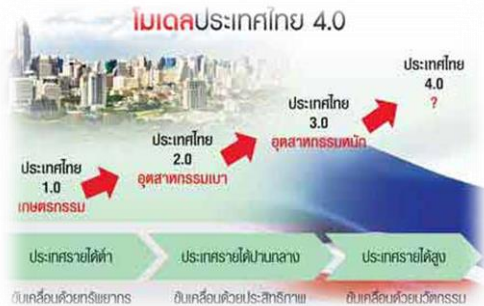 โมเดลประเทศไทย 4.0
ประเทศไทย
1.0
เกษตรกรรม
ประเทศไทย
2.0
อุตสาหกรรมเบา
ประเทศไทย
3.0
อุตสาหกรรมหนัก
ประเทศไทย
4.0
?
ประเทศรายได้ต่ำ
ประเทศรายได้ปานกลาง
ประเทศรายได้สูง
ขับเคลื่อนด้วยทรัพยากร
ขับเคลื่อนด้วยประสิทธิภาพ
ขับเคลื่อนด้วยนวัตกรรม